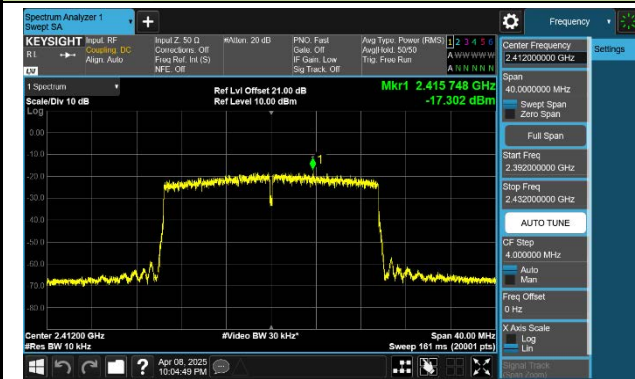 Spectrum Analyzer 1
Swept SA
+
Frequency
KEYSIGHT
Input: RF
Coupling: DC
Align: Auto
Input Z: 50 Ω
Corrections: Off
Freq Ref: Int (S)
NFE: Off
#Atten: 20 dB
PNO: Fast
Gate: Off
IF Gain: Low
Sig Track: Off
Avg Type: Power (RMS)
Avg|Hold: 50/50
Trig: Free Run
1 2 3 4 5 6
A W W W W W
A N N N N N
LW
1 Spectrum
Scale/Div 10 dB
Log
Ref Lvl Offset 21.00 dB
Ref Level 10.00 dBm
Mkr1 2.415 748 GHz
-17.302 dBm
0.00
-10.0
-20.0
-30.0
-40.0
-50.0
-60.0
-70.0
-80.0
1
Center 2.41200 GHz
#Res BW 10 kHz
#Video BW 30 kHz*
Span 40.00 MHz
Sweep 161 ms (20001 pts)
Apr 08, 2025
10:04:49 PM
?
Center Frequency
2.412000000 GHz
Settings
Span
40.0000000 MHz
Swept Span
Zero Span
Full Span
Start Freq
2.392000000 GHz
Stop Freq
2.432000000 GHz
AUTO TUNE
CF Step
4.000000 MHz
Auto
Man
Freq Offset
0 Hz
X Axis Scale
Log
Lin
Signal Track
(Span Zoom)